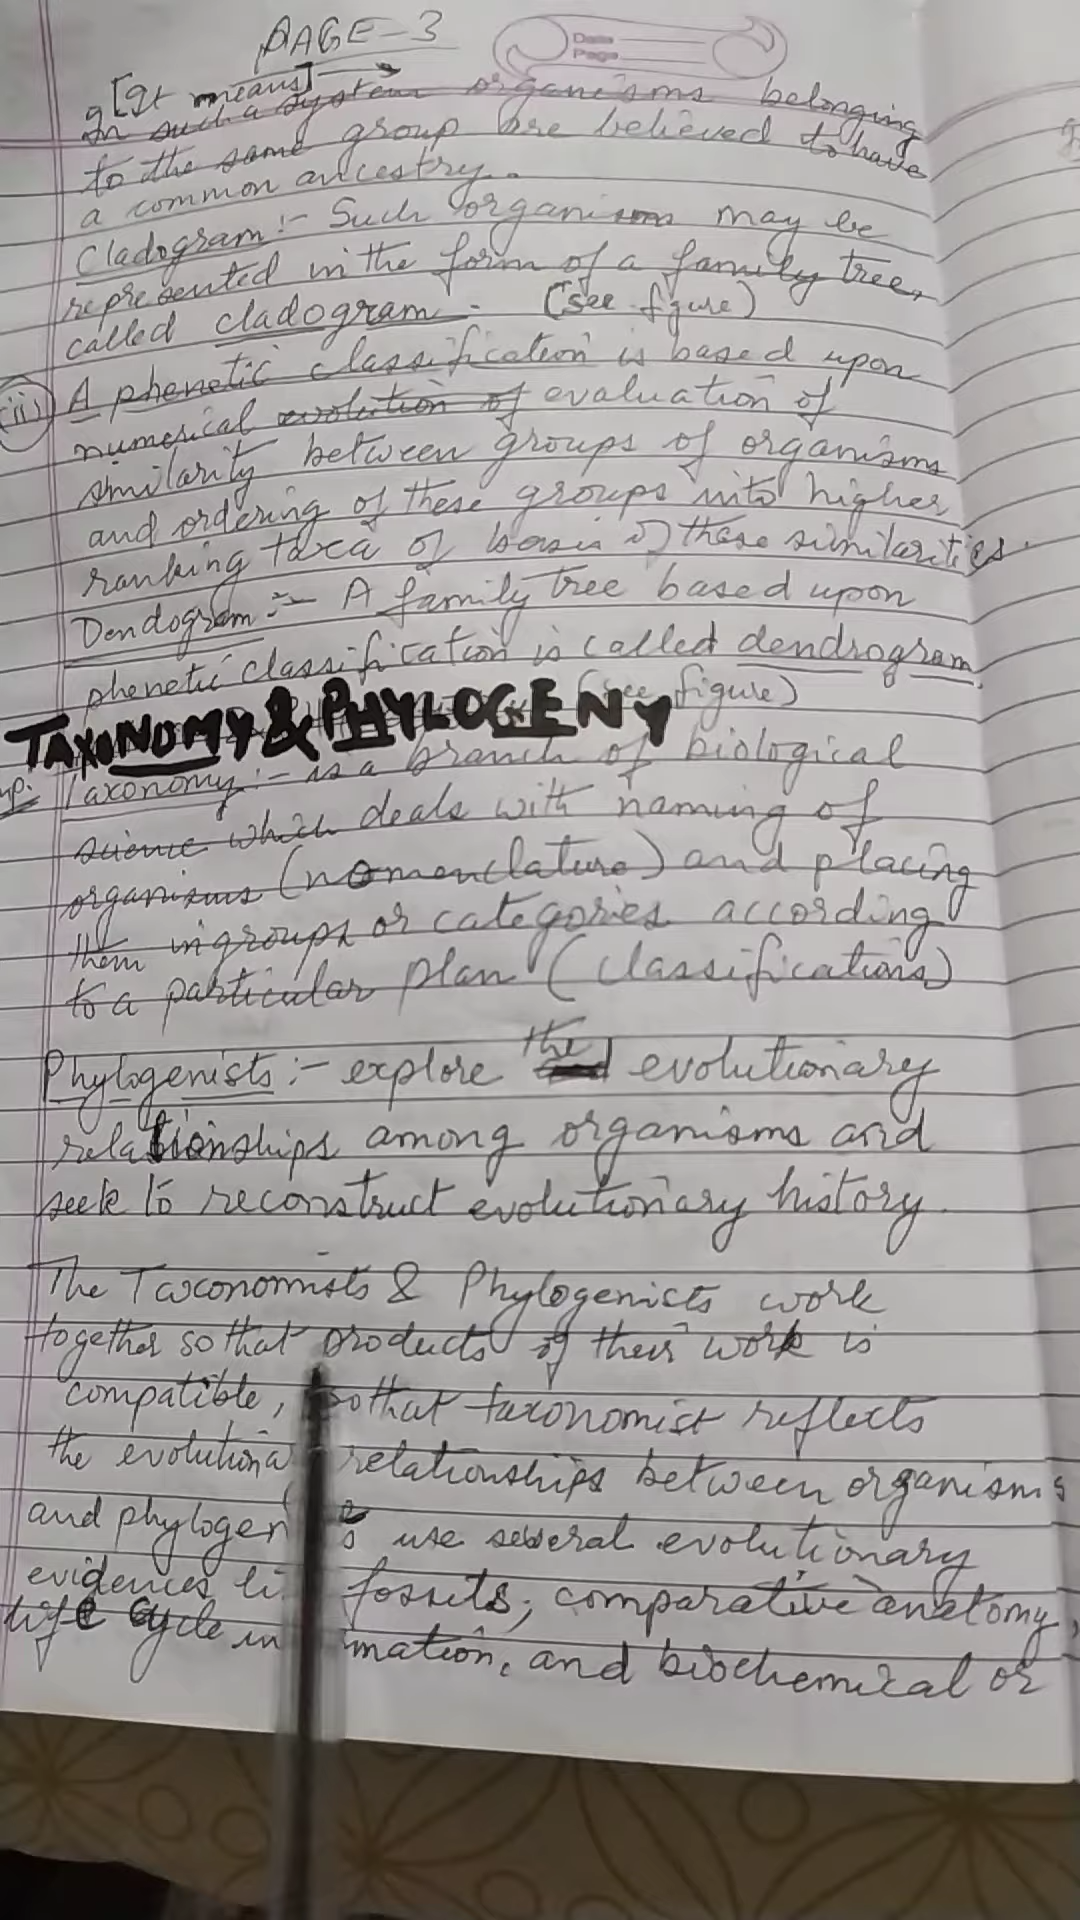 PAGE-3
Date
Page
[It means]
In such a system organisms belonging
to the same group are believed to have
a common ancestry.
Cladogram:- Such organism may be
represented in the form of a family tree,
called cladogram. (see figure)
(ii) A phenetic classification is based upon
numerical evolution of evaluation of
similarity between groups of organisms
and ordering of these groups into higher
ranking taxa of basis of these similarities.
Dendogram:- A family tree based upon
phenetic classification is called dendrogram.
(see figure)
TAXONOMY & PHYLOGENY
Taxonomy:- is a branch of biological
science which deals with naming of
organisms (nomenclature) and placing
them in groups or categories according
to a particular plan (classifications)
Phylogenists:- explore the evolutionary
relationships among organisms and
seek to reconstruct evolutionary history.
The Taxonomists & Phylogenists work
together so that products of their work is
compatible, so that taxonomist reflects
the relationships between organisms
and use several evolutionary
evidences fossils, comparative anatomy,
life cycle and biochemical or